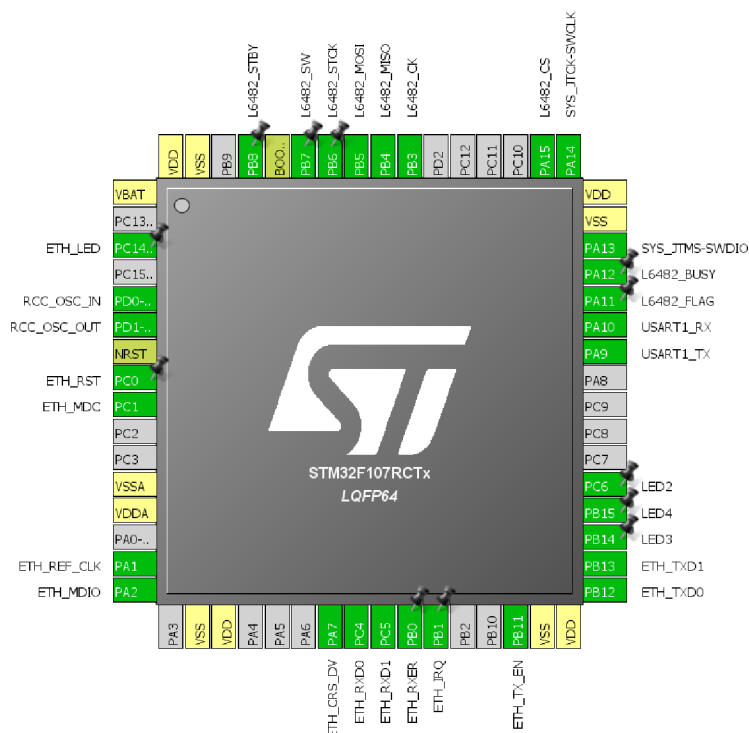 L6482_STBY
L6482_SW
L6482_STCK
L6482_MOSI
L6482_MISO
L6482_CK
L6482_CS
SYS_JTCK-SWCLK
VDD
VSS
PB9
PB8
BOO..
PB7
PB6
PB5
PB4
PB3
PD2
PC12
PC11
PC10
PA15
PA14
VBAT
PC13..
ETH_LED PC14..
PC15..
RCC_OSC_IN PD0-..
RCC_OSC_OUT PD1-..
NRST
ETH_RST PC0
ETH_MDC PC1
PC2
PC3
VSSA
VDDA
PA0-..
ETH_REF_CLK PA1
ETH_MDIO PA2
ST
STM32F107RCTx
LQFP64
VDD
VSS
PA13 SYS_JTMS-SWDIO
PA12 L6482_BUSY
PA11 L6482_FLAG
PA10 USART1_RX
PA9 USART1_TX
PA8
PC9
PC8
PC7
PC6 LED2
PB15 LED4
PB14 LED3
PB13 ETH_TXD1
PB12 ETH_TXD0
PA3
VSS
VDD
PA4
PA5
PA6
PA7
PC4
PC5
PB0
PB1
PB2
PB10
PB11
VSS
VDD
ETH_CRS_DV
ETH_RXD0
ETH_RXD1
ETH_RXER
ETH_IRQ
ETH_TX_EN